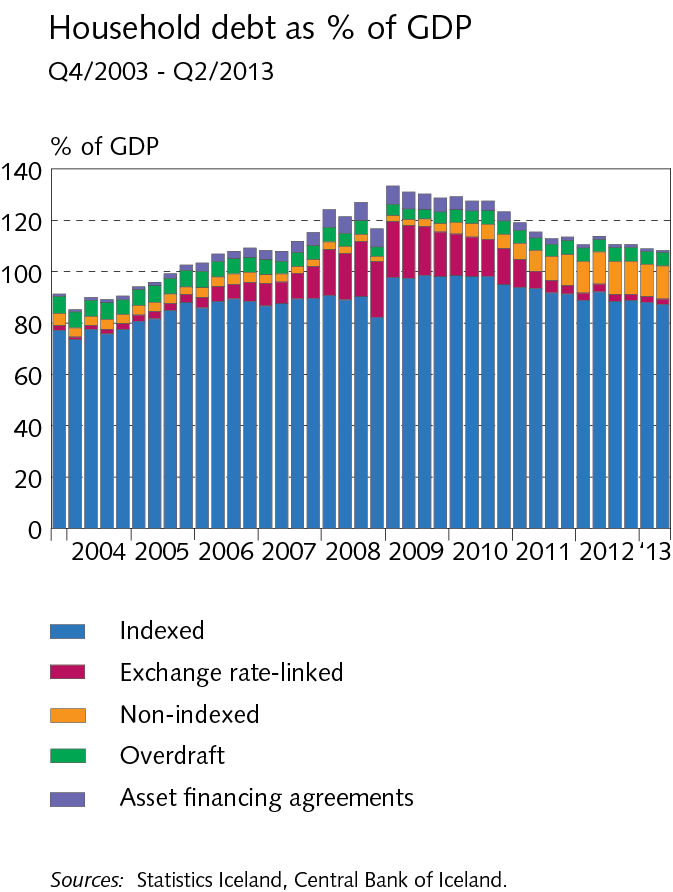 Household debt as % of GDP
Q4/2003 - Q2/2013
% of GDP
140
120
100
80
60
40
20
0
2004 2005 2006 2007 2008 2009 2010 2011 2012 '13
Indexed
Exchange rate-linked
Non-indexed
Overdraft
Asset financing agreements
Sources: Statistics Iceland, Central Bank of Iceland.